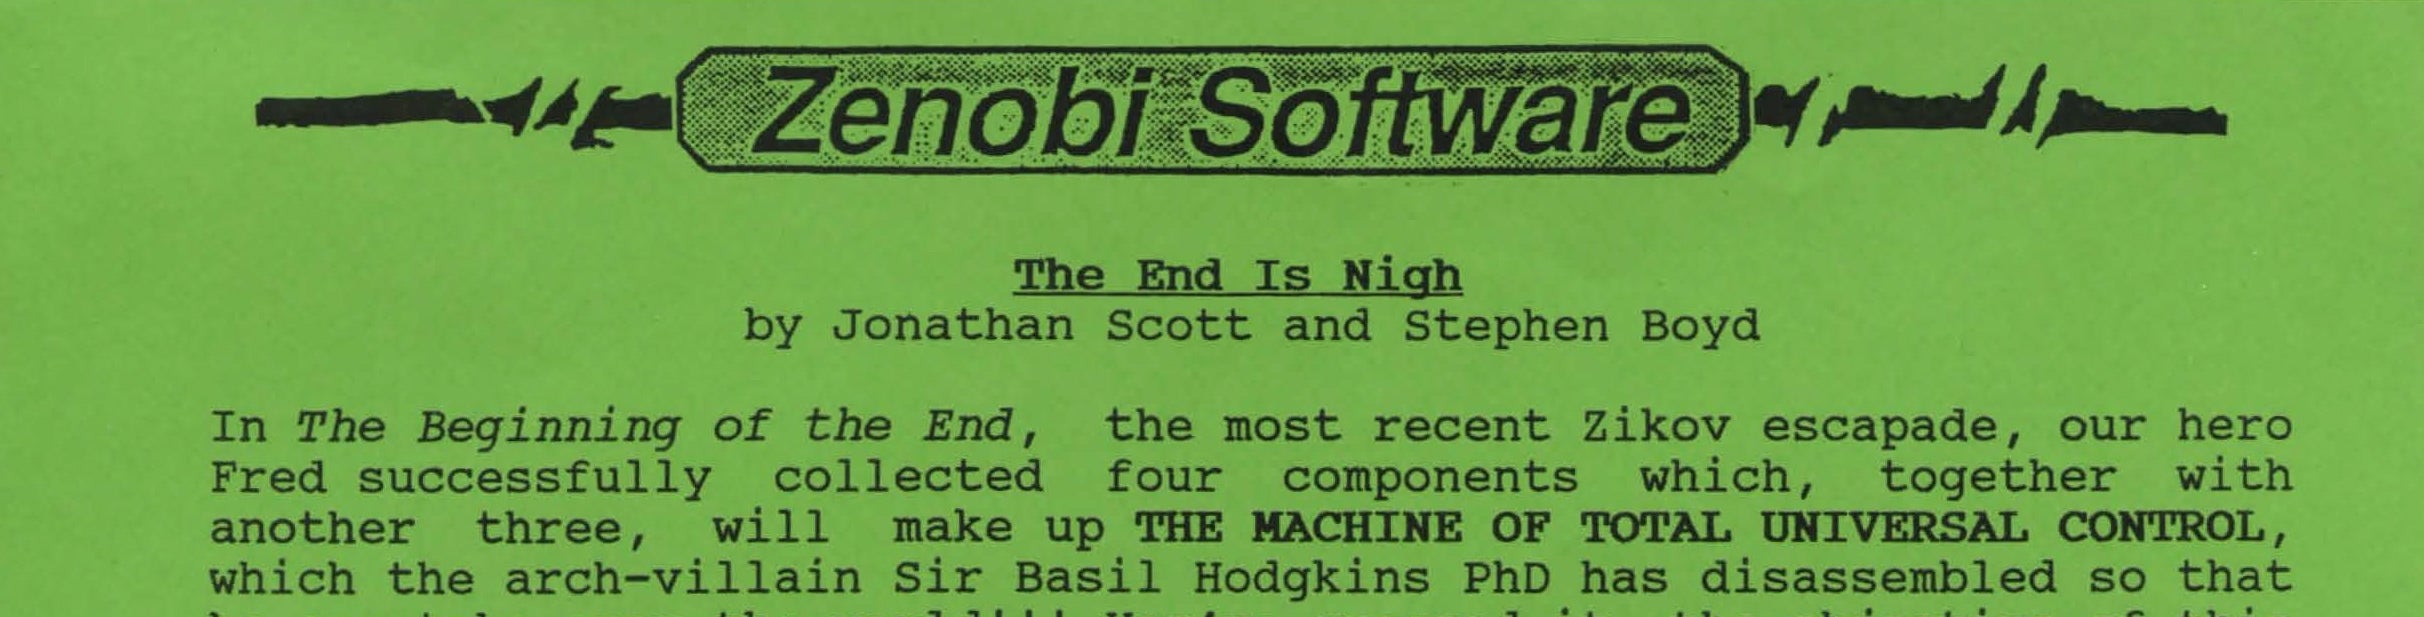 Zenobi Software
The End Is Nigh
by Jonathan Scott and Stephen Boyd
In The Beginning of the End, the most recent Zikov escapade, our hero
Fred successfully collected four components which, together with
another three, will make up THE MACHINE OF TOTAL UNIVERSAL CONTROL,
which the arch-villain Sir Basil Hodgkins PhD has disassembled so that